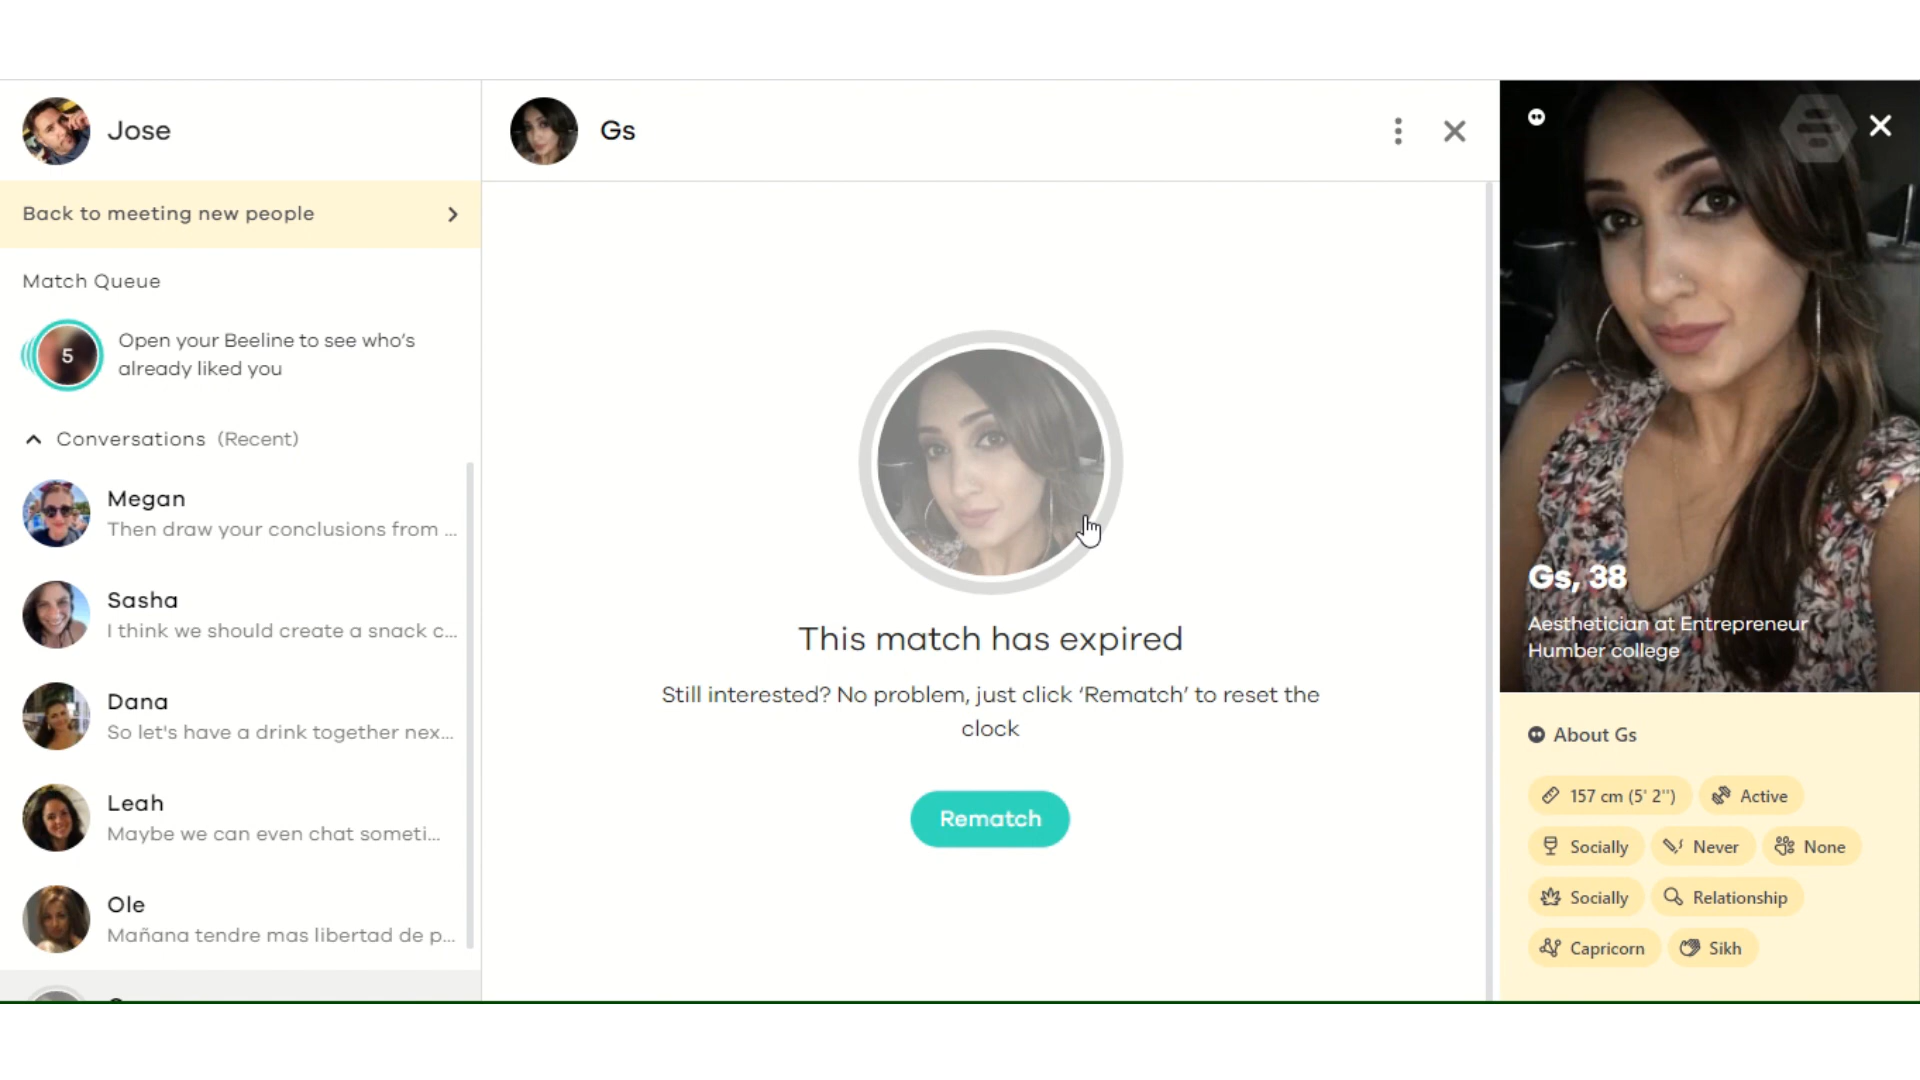 Jose
Back to meeting new people
Match Queue
5
Open your Beeline to see who's
already liked you
Conversations (Recent)
Megan
Then draw your conclusions from ...
Sasha
I think we should create a snack c...
Dana
So let's have a drink together nex...
Leah
Maybe we can even chat someti...
Ole
Mañana tendre mas libertad de p...
Gs
This match has expired
Still interested? No problem, just click ‘Rematch’ to reset the
clock
Rematch
Gs, 38
Aesthetician at Entrepreneur
Humber college
About Gs
157 cm (5' 2'')
Active
Socially
Never
None
Socially
Relationship
Capricorn
Sikh